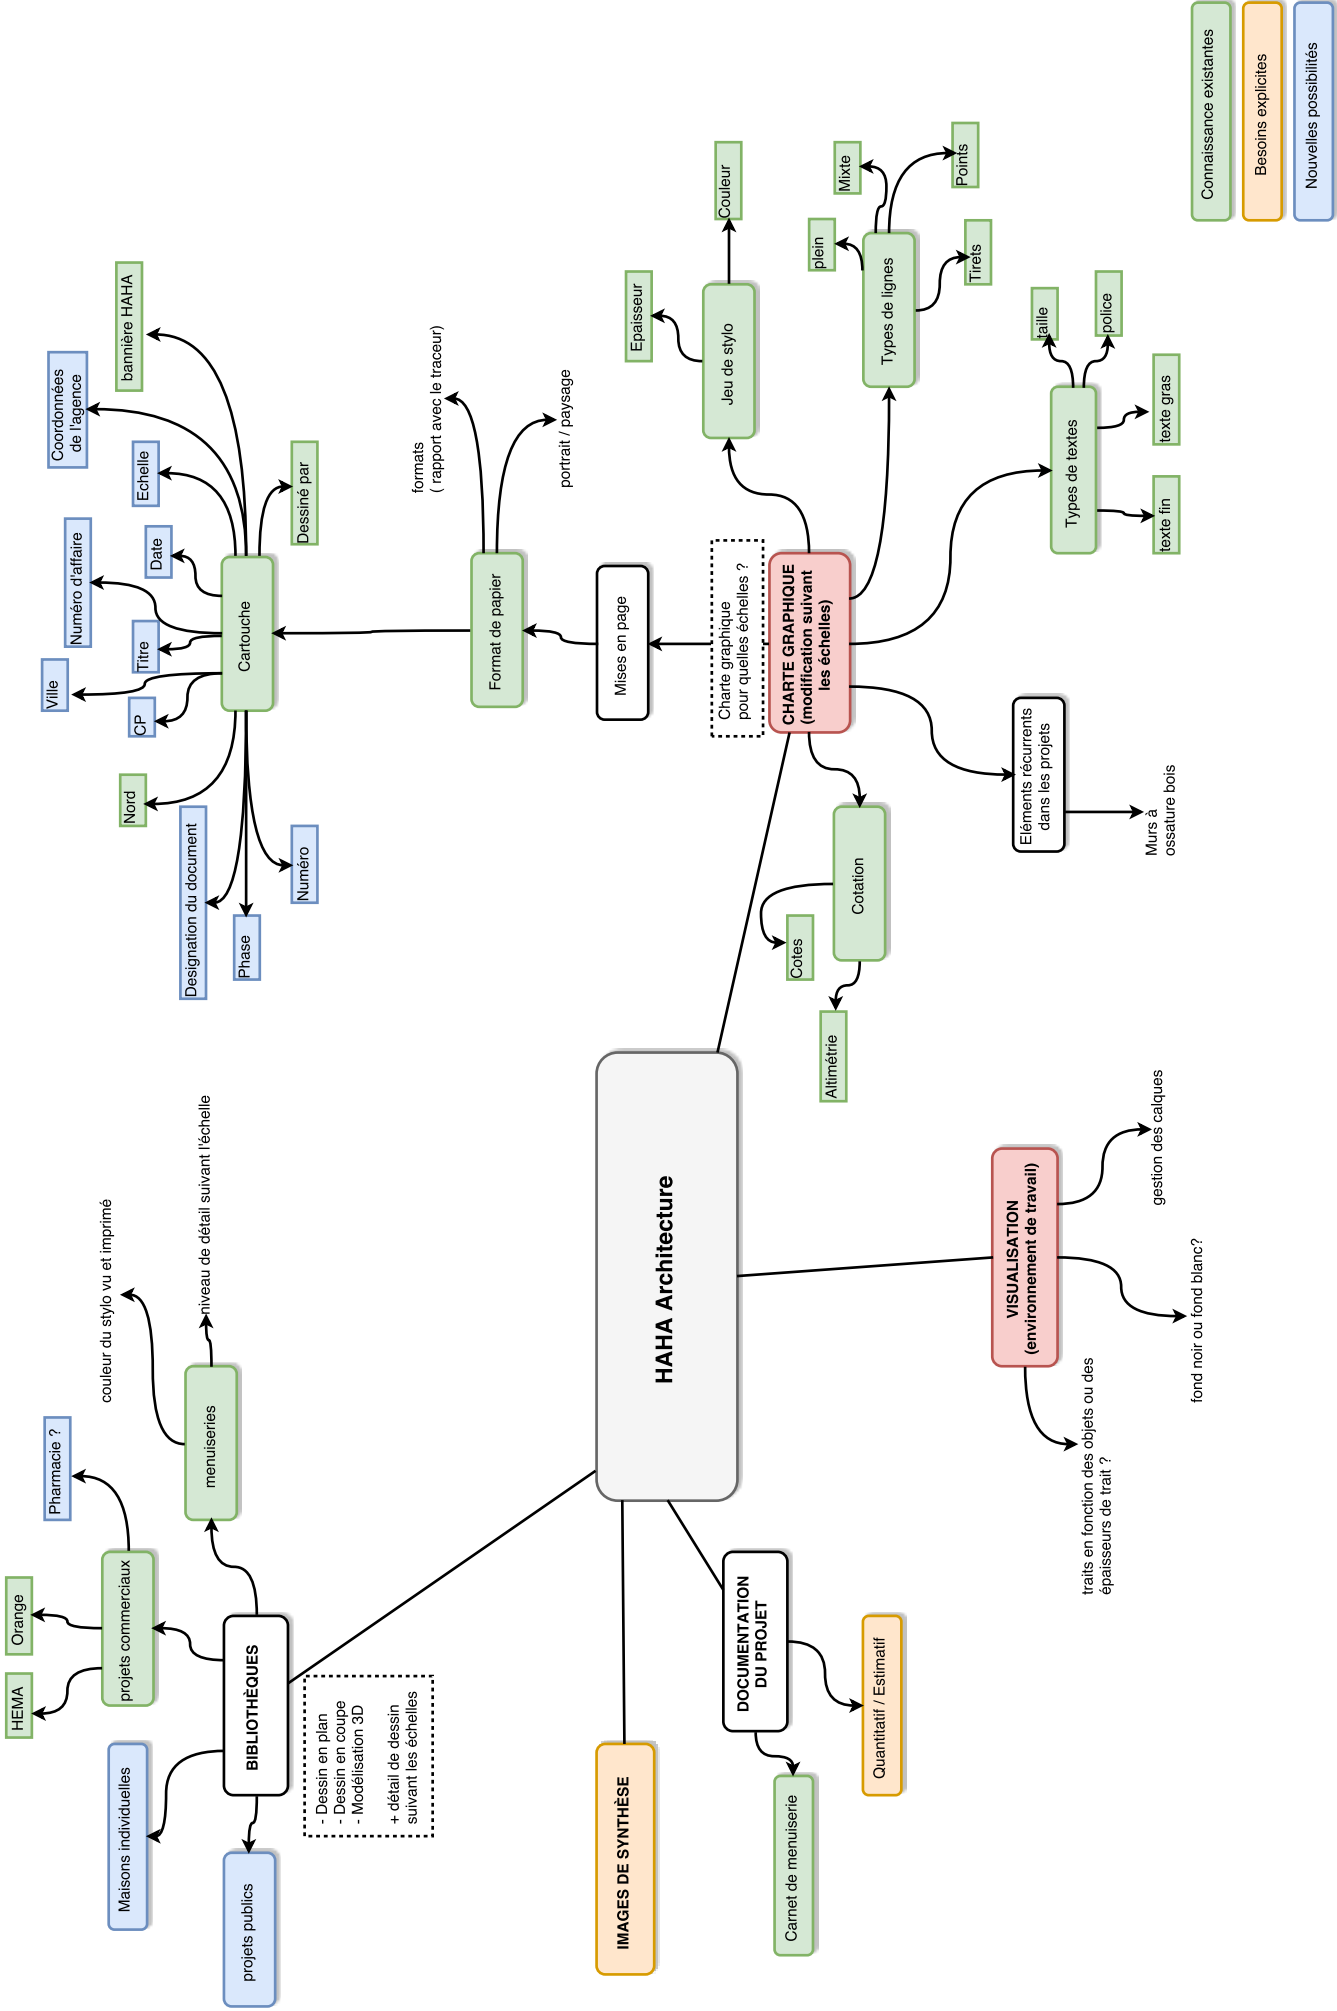 HEMA
Orange
Pharmacie ?
couleur du stylo vu et imprimé
projets commerciaux
Maisons individuelles
menuiseries
niveau de détail suivant l'échelle
projets publics
BIBLIOTHÈQUES
- Dessin en plan
- Dessin en coupe
- Modélisation 3D
+ détail de dessin
suivant les échelles
IMAGES DE SYNTHÈSE
DOCUMENTATION
DU PROJET
Carnet de menuiserie
Quantitatif / Estimatif
HAHA Architecture
VISUALISATION
(environnement de travail)
traits en fonction des objets ou des
épaisseurs de trait ?
fond noir ou fond blanc?
gestion des calques
Ville
Numéro d'affaire
Coordonnées
de l'agence
bannière HAHA
Nord
CP
Titre
Date
Echelle
Designation du document
Phase
Numéro
Cartouche
Dessiné par
formats
( rapport avec le traceur)
Format de papier
portrait / paysage
Mises en page
Charte graphique
pour quelles échelles ?
CHARTE GRAPHIQUE
(modification suivant
les échelles)
Epaisseur
Couleur
Jeu de stylo
plein
Mixte
Types de lignes
Points
Tirets
Cotes
Altimétrie
Cotation
taille
police
Types de textes
texte fin
texte gras
Eléments récurrents
dans les projets
Murs à
ossature bois
Connaissance existantes
Besoins explicites
Nouvelles possibilités